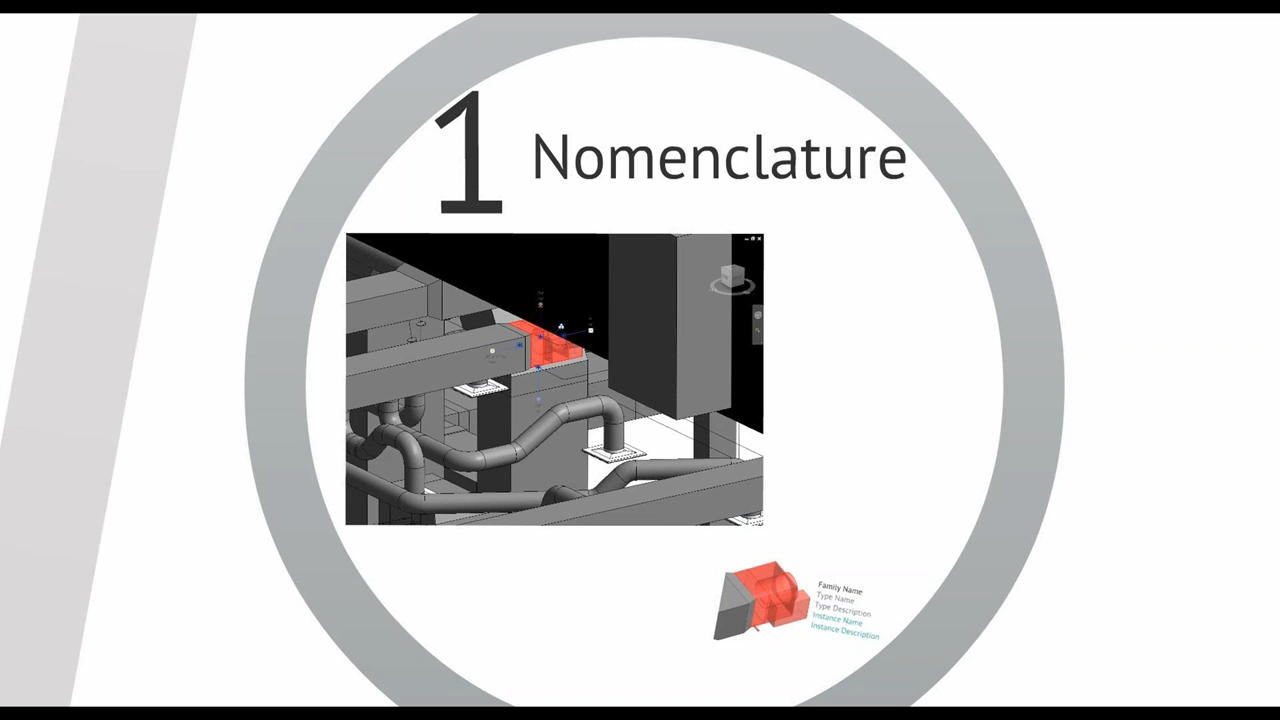 1 Nomenclature
Family Name
Type Name
Type Description
Instance Name
Instance Description